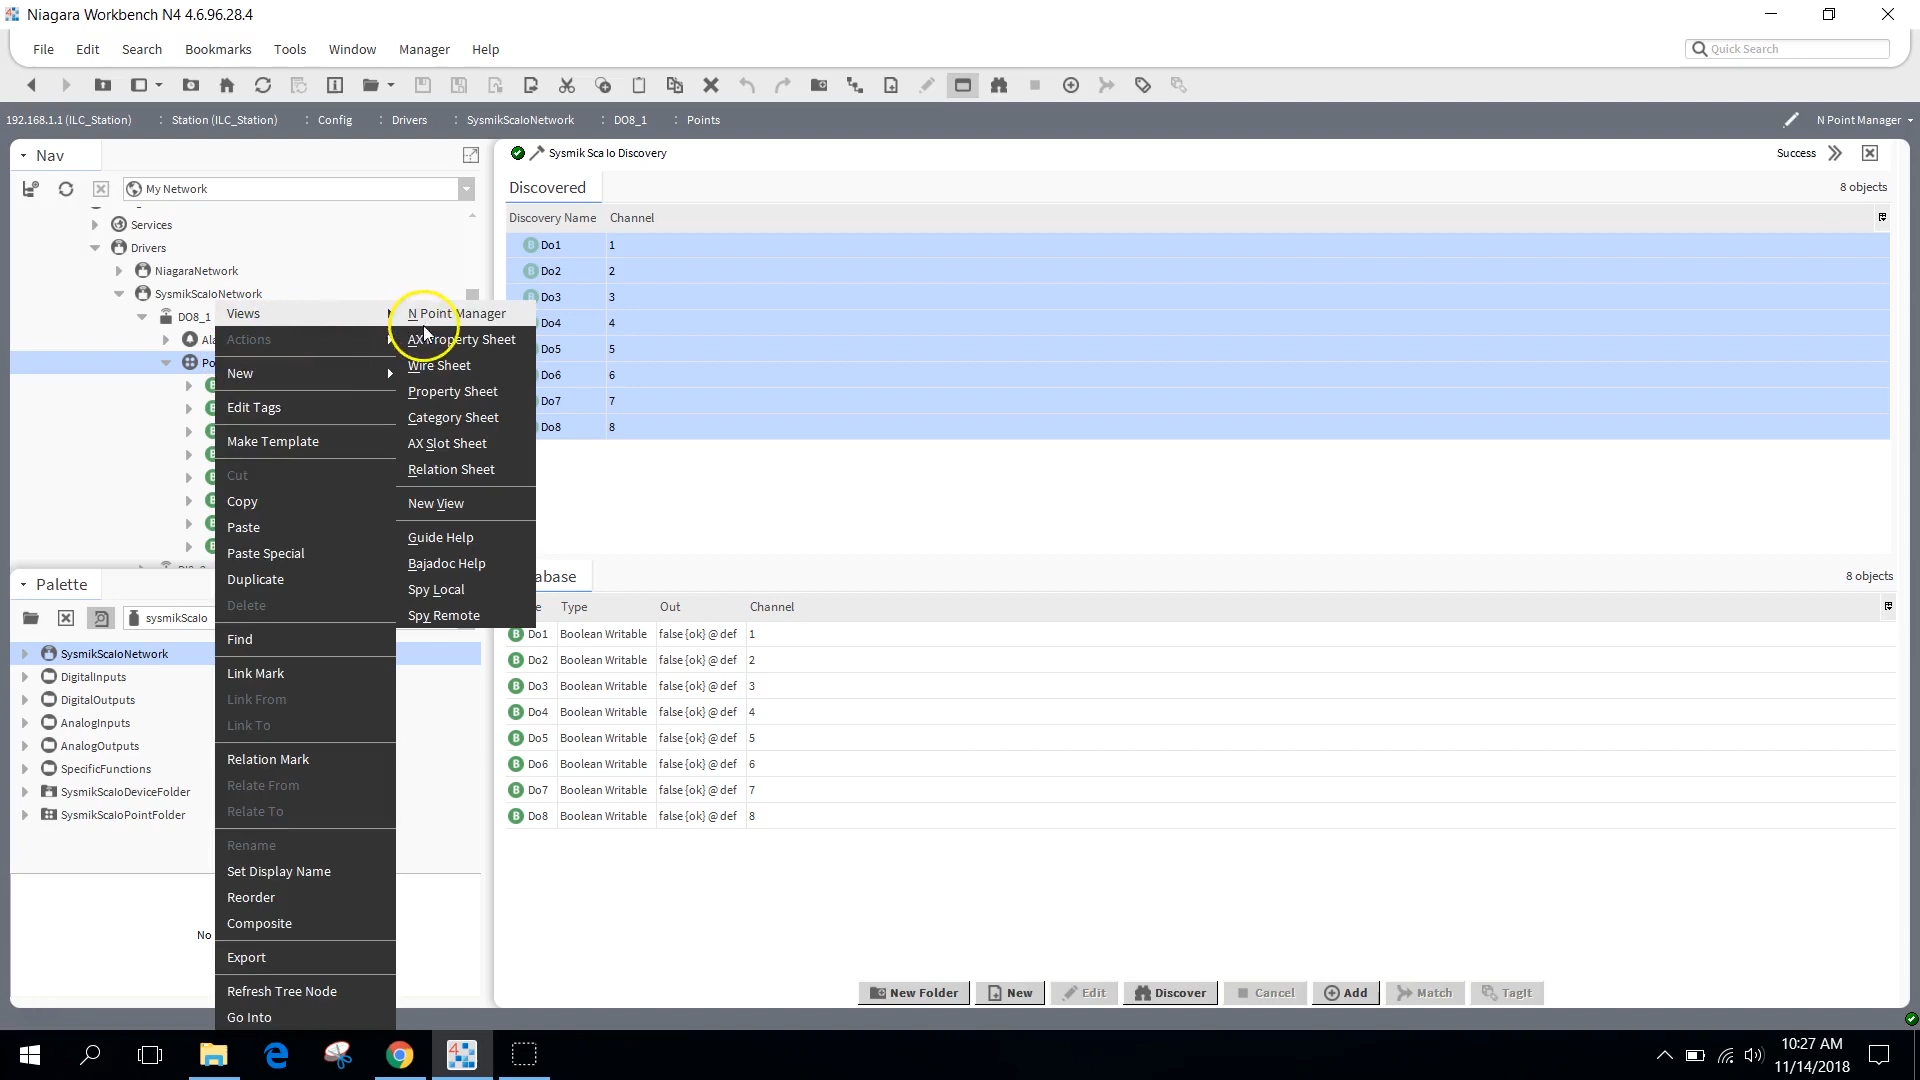 Niagara Workbench N4 4.6.96.28.4
File Edit Search Bookmarks Tools Window Manager Help
Quick Search
192.168.1.1 (ILC_Station) : Station (ILC_Station) : Config : Drivers : SysmikScaIoNetwork : DO8_1 : Points
N Point Manager
Nav
My Network
Services
Drivers
NiagaraNetwork
SysmikScaIoNetwork
DO8_1
Ala
Po
Views
Actions
New
Edit Tags
Make Template
Cut
Copy
Paste
Paste Special
Duplicate
Delete
Find
Link Mark
Link From
Link To
Relation Mark
Relate From
Relate To
Rename
Set Display Name
Reorder
Composite
Export
Refresh Tree Node
Go Into
N Point Manager
AX Property Sheet
Wire Sheet
Property Sheet
Category Sheet
AX Slot Sheet
Relation Sheet
New View
Guide Help
Bajadoc Help
Spy Local
Spy Remote
Palette
sysmikScaIo
SysmikScaIoNetwork
DigitalInputs
DigitalOutputs
AnalogInputs
AnalogOutputs
SpecificFunctions
SysmikScaIoDeviceFolder
SysmikScaIoPointFolder
No
Sysmik Sca Io Discovery
Success
Discovered
8 objects
Discovery Name Channel
B Do1 1
B Do2 2
Do3 3
Do4 4
Do5 5
Do6 6
Do7 7
Do8 8
abase
8 objects
e Type Out Channel
B Do1 Boolean Writable false {ok} @ def 1
B Do2 Boolean Writable false {ok} @ def 2
B Do3 Boolean Writable false {ok} @ def 3
B Do4 Boolean Writable false {ok} @ def 4
B Do5 Boolean Writable false {ok} @ def 5
B Do6 Boolean Writable false {ok} @ def 6
B Do7 Boolean Writable false {ok} @ def 7
B Do8 Boolean Writable false {ok} @ def 8
New Folder New Edit Discover Cancel Add Match TagIt
10:27 AM
11/14/2018